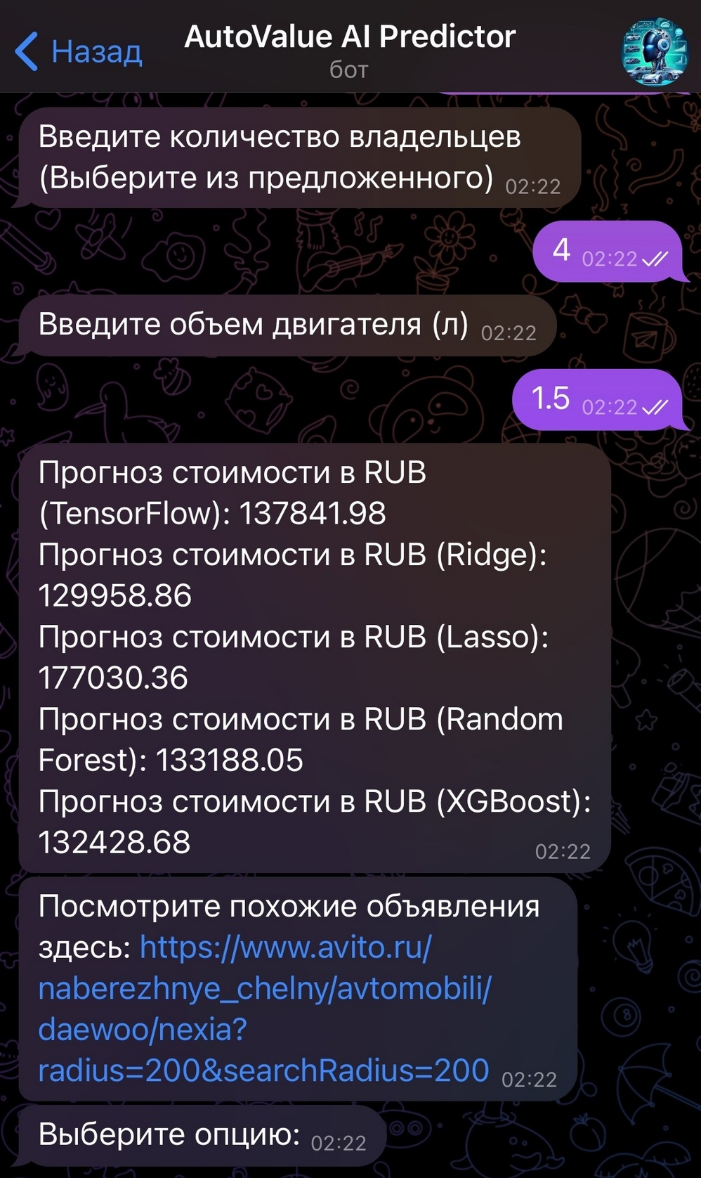 Назад
AutoValue AI Predictor
бот
Введите количество владельцев
(Выберите из предложенного) 02:22
4 02:22
Введите объем двигателя (л) 02:22
1.5 02:22
Прогноз стоимости в RUB
(TensorFlow): 137841.98
Прогноз стоимости в RUB (Ridge):
129958.86
Прогноз стоимости в RUB (Lasso):
177030.36
Прогноз стоимости в RUB (Random
Forest): 133188.05
Прогноз стоимости в RUB (XGBoost):
132428.68 02:22
Посмотрите похожие объявления
здесь: https://www.avito.ru/
naberezhnye_chelny/avtomobili/
daewoo/nexia?
radius=200&searchRadius=200 02:22
Выберите опцию: 02:22